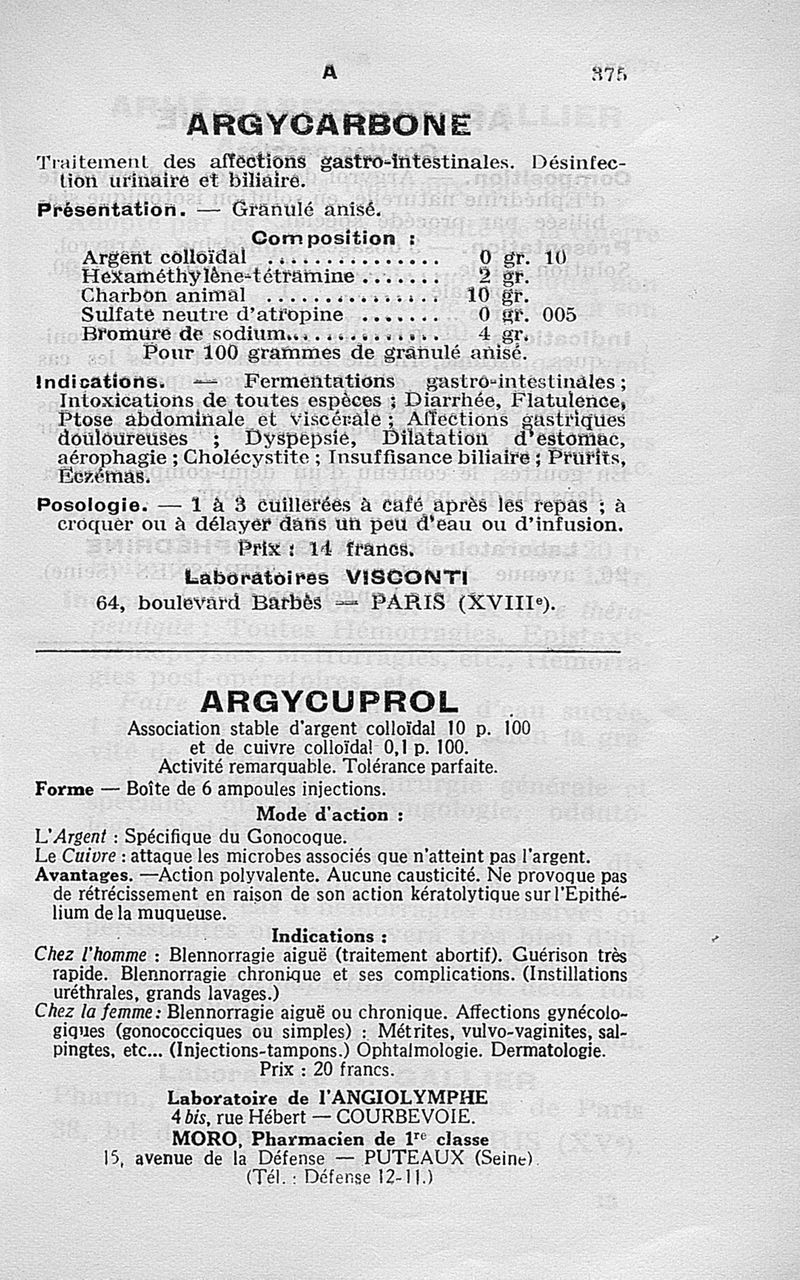 A 375
ARGYCARBONE
Traitement des affections gastro-intestinales. Désinfec-
tion urinaire et biliaire.
Présentation. — Granulé anisé.
Composition :
Argent colloïdal ............... 0 gr. 10
Hexaméthylène-tétramine ....... 2 gr.
Charbon animal ............... 10 gr.
Sulfate neutre d'atropine ....... 0 gr. 005
Bromure de sodium............... 4 gr.
Pour 100 grammes de granulé anisé.
Indications. — Fermentations gastro-intestinales ;
Intoxications de toutes espèces ; Diarrhée, Flatulence,
Ptose abdominale et viscérale ; Affections gastriques
douloureuses ; Dyspepsie, Dilatation d'estomac,
aérophagie ; Cholécystite ; Insuffisance biliaire ; Prurits,
Eczémas.
Posologie. — 1 à 3 cuillerées à café après les repas ; à
croquer ou à délayer dans un peu d'eau ou d'infusion.
Prix : 14 francs.
Laboratoires VISCONTI
64, boulevard Barbès — PARIS (XVIIIe).
ARGYCUPROL
Association stable d'argent colloïdal 10 p. 100
et de cuivre colloïdal 0,1 p. 100.
Activité remarquable. Tolérance parfaite.
Forme — Boîte de 6 ampoules injections.
Mode d'action :
L'Argent : Spécifique du Gonocoque.
Le Cuivre : attaque les microbes associés que n'atteint pas l'argent.
Avantages. —Action polyvalente. Aucune causticité. Ne provoque pas
de rétrécissement en raison de son action kératolytique sur l'Epithé-
lium de la muqueuse.
Indications :
Chez l'homme : Blennorragie aiguë (traitement abortif). Guérison très
rapide. Blennorragie chronique et ses complications. (Instillations
uréthrales, grands lavages.)
Chez la femme: Blennorragie aiguë ou chronique. Affections gynécolo-
giques (gonococciques ou simples) : Métrites, vulvo-vaginites, sal-
pingtes, etc... (Injections-tampons.) Ophtalmologie. Dermatologie.
Prix : 20 francs.
Laboratoire de l'ANGIOLYMPHE
4 bis, rue Hébert — COURBEVOIE.
MORO, Pharmacien de 1re classe
15, avenue de la Défense — PUTEAUX (Seine).
(Tél. : Défense 12-11.)